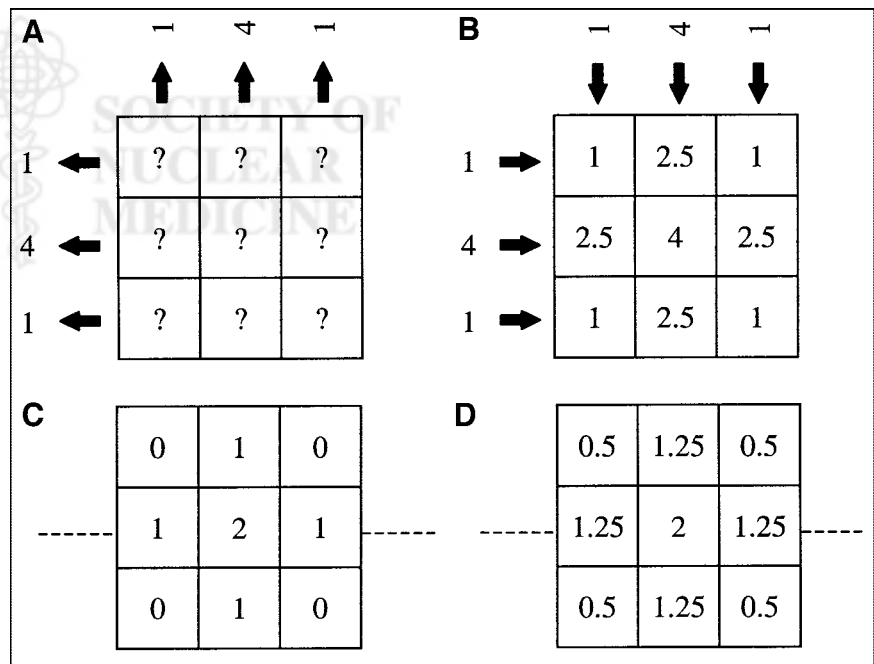 A
1 4 1
1 ? ? ?
4 ? ? ?
1 ? ? ?
B
1 4 1
1 1 2.5 1
4 2.5 4 2.5
1 1 2.5 1
C
0 1 0
1 2 1
0 1 0
D
0.5 1.25 0.5
1.25 2 1.25
0.5 1.25 0.5
SOCIETY OF
NUCLEAR
MEDICINE